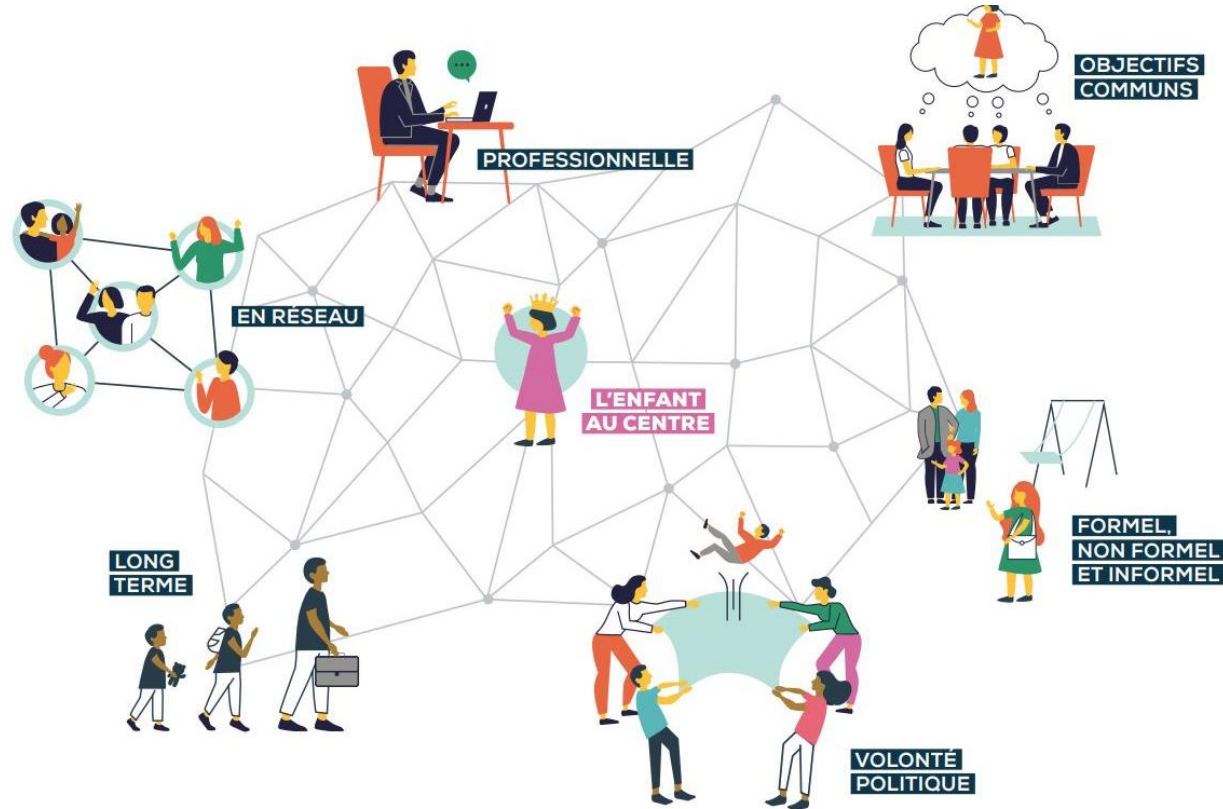 OBJECTIFS
COMMUNS
PROFESSIONNELLE
EN RÉSEAU
L'ENFANT
AU CENTRE
FORMEL,
NON FORMEL
ET INFORMEL
LONG
TERME
VOLONTÉ
POLITIQUE